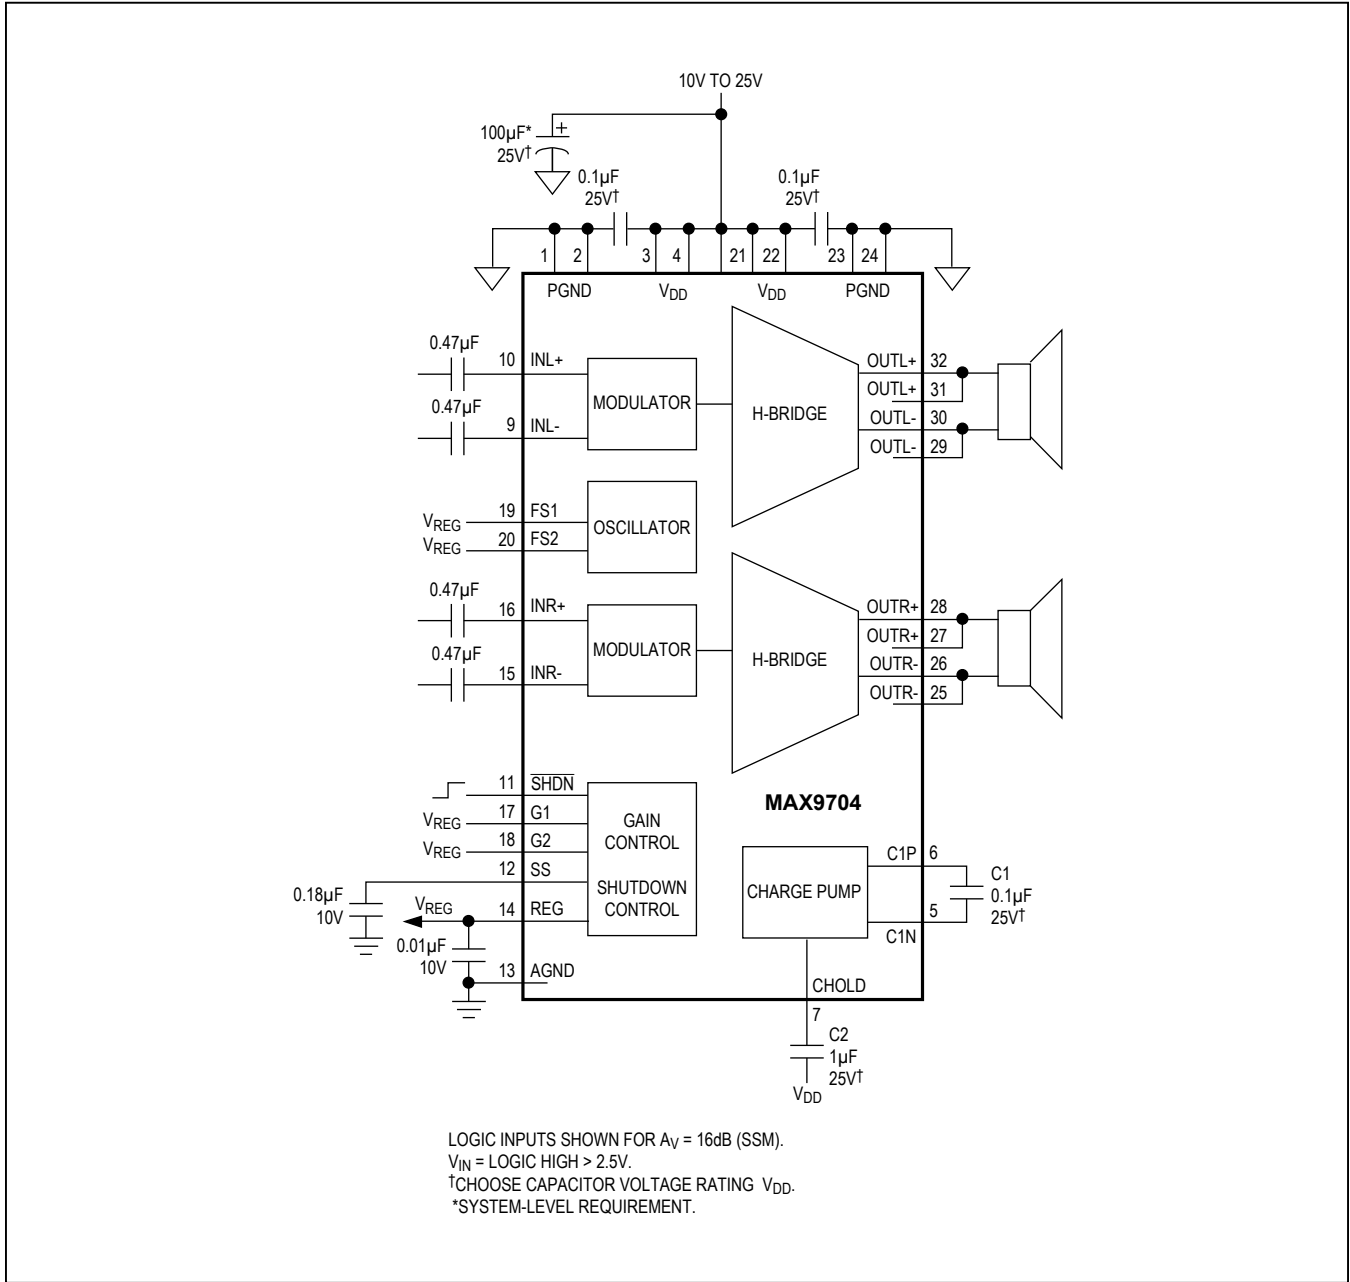 10V TO 25V
100µF*
25V†
0.1µF
25V†
0.1µF
25V†
1 2 3 4 21 22 23 24
PGND VDD VDD PGND
0.47µF
10 INL+
0.47µF
9 INL-
MODULATOR
H-BRIDGE
OUTL+ 32
OUTL+ 31
OUTL- 30
OUTL- 29
VREG 19 FS1
VREG 20 FS2
OSCILLATOR
0.47µF
16 INR+
0.47µF
15 INR-
MODULATOR
H-BRIDGE
OUTR+ 28
OUTR+ 27
OUTR- 26
OUTR- 25
11 SHDN
VREG 17 G1
VREG 18 G2
12 SS
0.18µF
10V
VREG 14 REG
0.01µF
10V
13 AGND
GAIN
CONTROL
SHUTDOWN
CONTROL
MAX9704
CHARGE PUMP
C1P 6
C1N 5
C1
0.1µF
25V†
CHOLD
7
C2
1µF
25V†
VDD
LOGIC INPUTS SHOWN FOR AV = 16dB (SSM).
VIN = LOGIC HIGH > 2.5V.
†CHOOSE CAPACITOR VOLTAGE RATING VDD.
*SYSTEM-LEVEL REQUIREMENT.